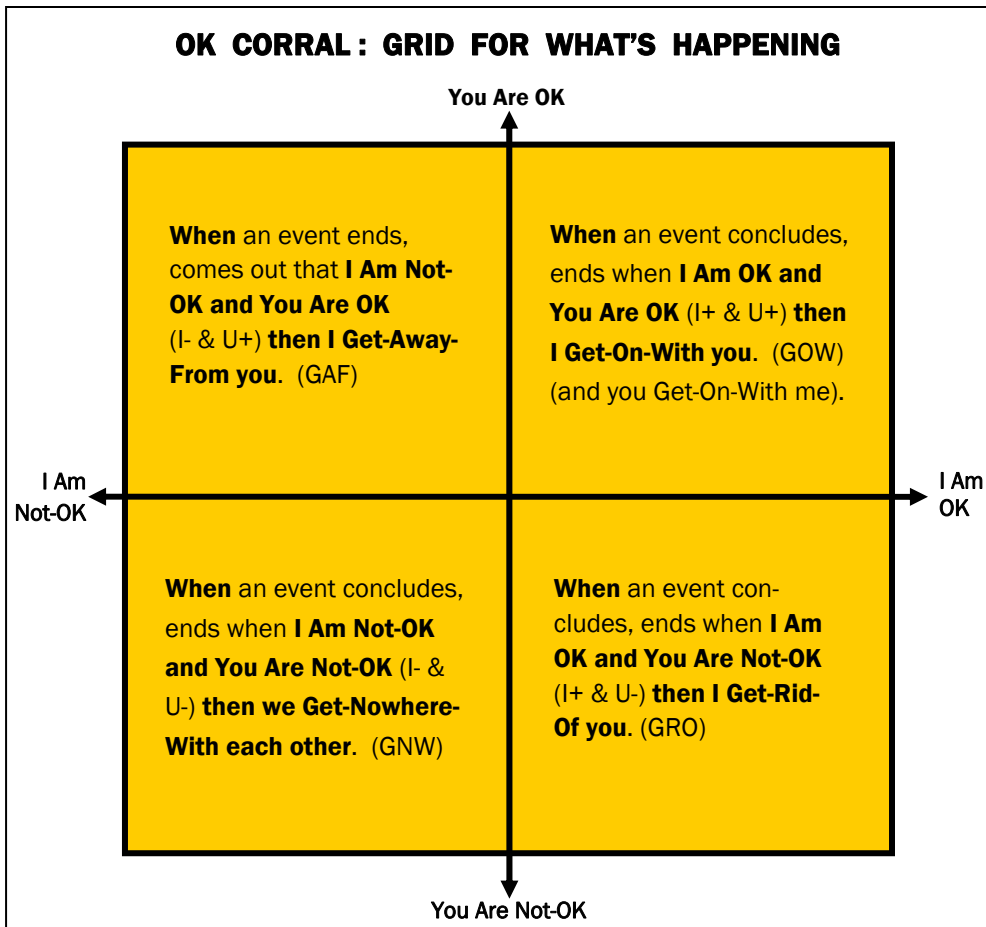 OK CORRAL : GRID FOR WHAT'S HAPPENING
You Are OK
When an event ends,
comes out that I Am Not-
OK and You Are OK
(I- & U+) then I Get-Away-
From you. (GAF)
When an event concludes,
ends when I Am OK and
You Are OK (I+ & U+) then
I Get-On-With you. (GOW)
(and you Get-On-With me).
I Am
Not-OK
I Am
OK
When an event concludes,
ends when I Am Not-OK
and You Are Not-OK (I- &
U-) then we Get-Nowhere-
With each other. (GNW)
When an event con-
cludes, ends when I Am
OK and You Are Not-OK
(I+ & U-) then I Get-Rid-
Of you. (GRO)
You Are Not-OK